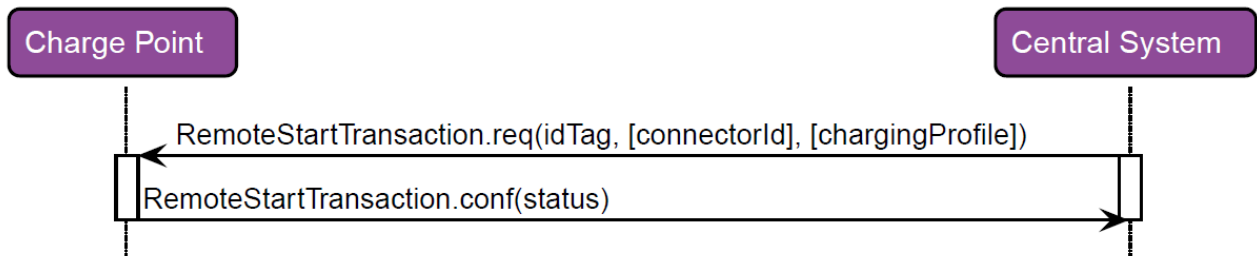 Charge Point
Central System
RemoteStartTransaction.req(idTag, [connectorId], [chargingProfile])
RemoteStartTransaction.conf(status)